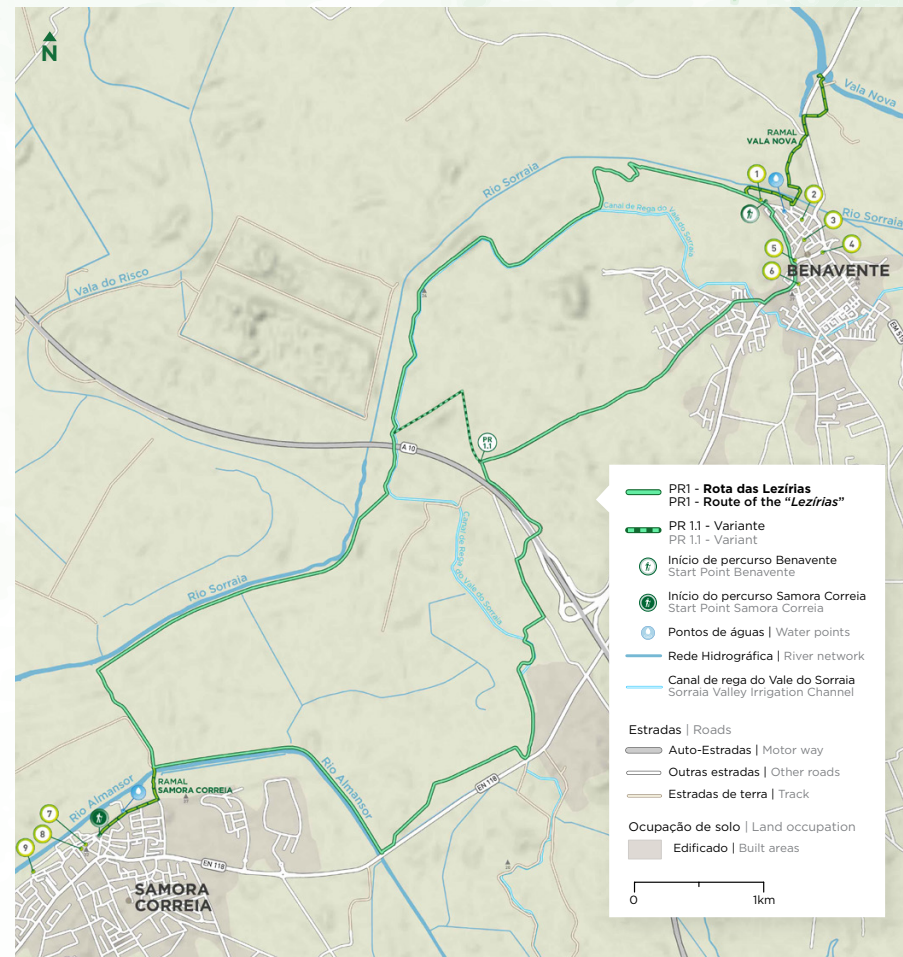 N
Vala Nova
RAMAL
VALA NOVA
1
2
Rio Sorraia
Rio Sorraia
Canal de Rega do Vale do Sorraia
3
4
5
6
BENAVENTE
Vala do Risco
EM 515
PR
1.1
A 10
Canal de Rega do Vale do Sorraia
Rio Sorraia
Rio Almansor
Rio Almansor
RAMAL
SAMORA CORREIA
EN 118
7
8
9
EN 118
SAMORA
CORREIA
PR1 - Rota das Lezírias
PR1 - Route of the "Lezírias"
PR 1.1 - Variante
PR 1.1 - Variant
Início de percurso Benavente
Start Point Benavente
Início do percurso Samora Correia
Start Point Samora Correia
Pontos de águas | Water points
Rede Hidrográfica | River network
Canal de rega do Vale do Sorraia
Sorraia Valley Irrigation Channel
Estradas | Roads
Auto-Estradas | Motor way
Outras estradas | Other roads
Estradas de terra | Track
Ocupação de solo | Land occupation
Edificado | Built areas
0 1km